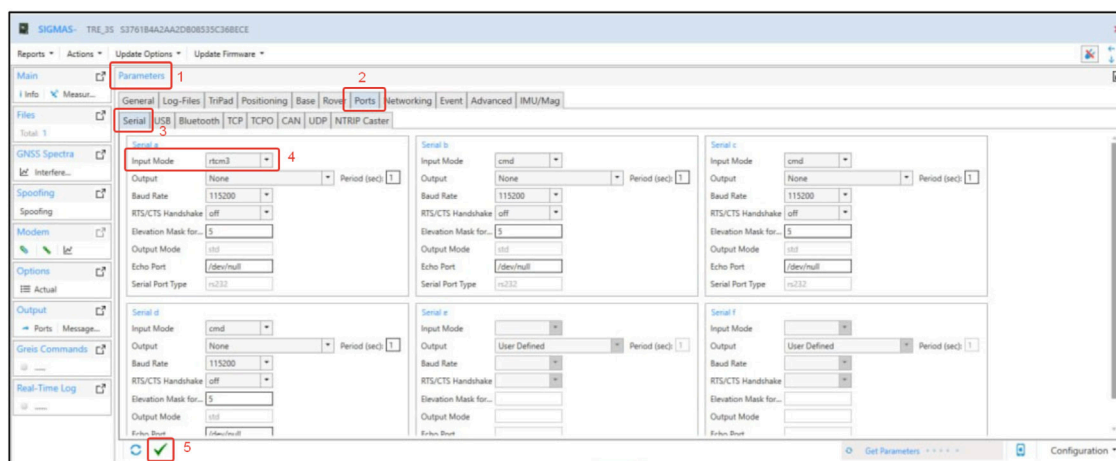 SIGMAS- TRE_3S S376184A2AA2DB0B535C368ECE
Reports Actions Update Options Update Firmware
Main
Info Measur...
Files
Total: 1
GNSS Spectra
Interfere...
Spoofing
Spoofing
Modem
Options
Actual
Output
Ports Message...
Greis Commands
Real-Time Log
Parameters 1 2
General Log-Files TriPad Positioning Base Rover Ports Networking Event Advanced IMU/Mag
Serial USB Bluetooth TCP TCPO CAN UDP NTRIP Caster
3
Serial a
Input Mode rtcm3 4
Output None Period (sec): 1
Baud Rate 115200
RTS/CTS Handshake off
Elevation Mask for... 5
Output Mode std
Echo Port /dev/null
Serial Port Type rs232
Serial b
Input Mode cmd
Output None Period (sec): 1
Baud Rate 115200
RTS/CTS Handshake off
Elevation Mask for... 5
Output Mode std
Echo Port /dev/null
Serial Port Type rs232
Serial c
Input Mode cmd
Output None Period (sec): 1
Baud Rate 115200
RTS/CTS Handshake off
Elevation Mask for... 5
Output Mode std
Echo Port /dev/null
Serial Port Type rs232
Serial d
Input Mode cmd
Output None Period (sec): 1
Baud Rate 115200
RTS/CTS Handshake off
Elevation Mask for... 5
Output Mode std
Echo Port /dev/null
Serial e
Input Mode
Output User Defined Period (sec): 1
Baud Rate
RTS/CTS Handshake
Elevation Mask for...
Output Mode
Echo Port
Serial f
Input Mode
Output User Defined Period (sec): 1
Baud Rate
RTS/CTS Handshake
Elevation Mask for...
Output Mode
Echo Port
5
Get Parameters
Configuration